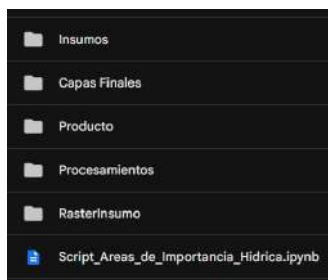 Insumos
Capas Finales
Producto
Procesamientos
RasterInsumo
Script_Areas_de_Importancia_Hidrica.ipynb